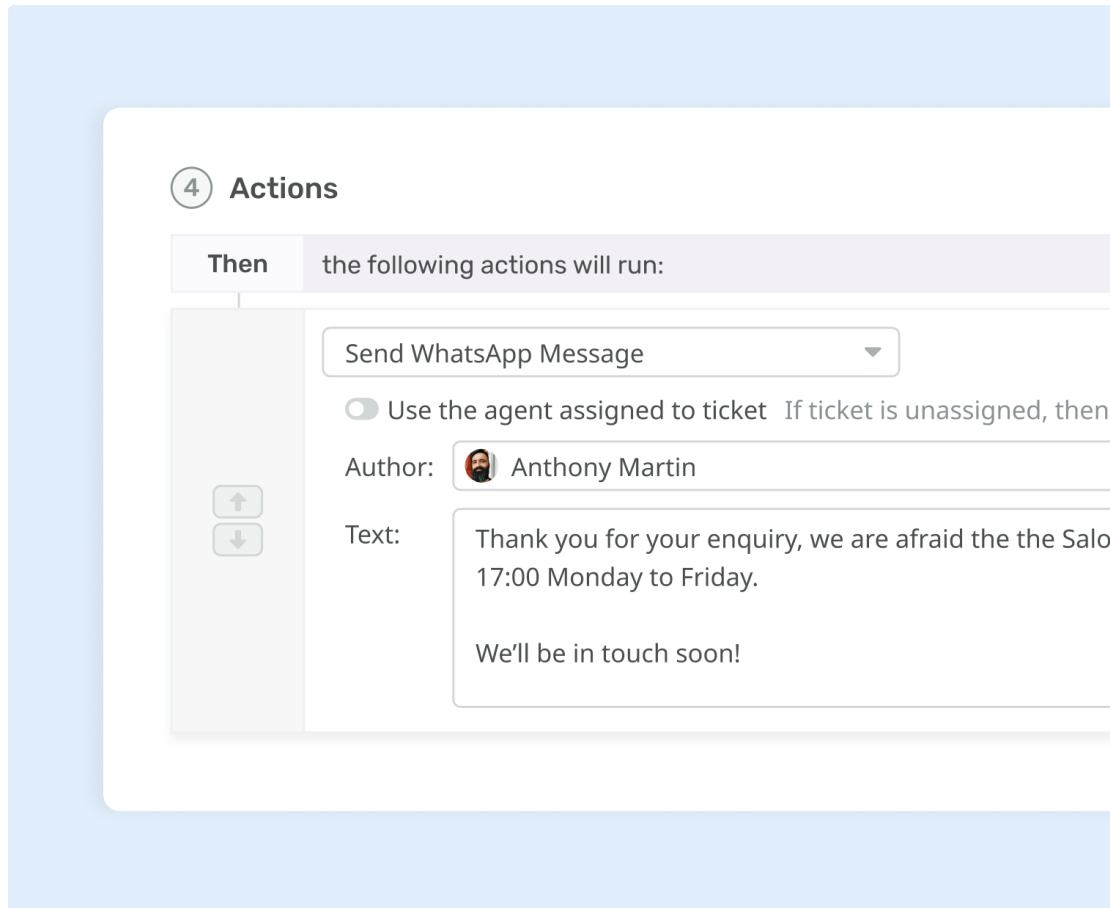 4 Actions
Then the following actions will run:
Send WhatsApp Message
Use the agent assigned to ticket If ticket is unassigned, then
Author: Anthony Martin
Text: Thank you for your enquiry, we are afraid the the
17:00 Monday to Friday.
We’ll be in touch soon!